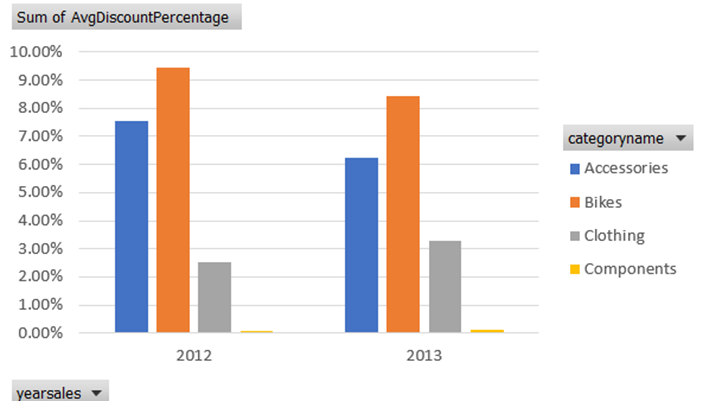 Sum of AvgDiscountPercentage
10.00%
9.00%
8.00%
7.00%
6.00%
5.00%
4.00%
3.00%
2.00%
1.00%
0.00%
2012 2013
categoryname
Accessories
Bikes
Clothing
Components
yearsales